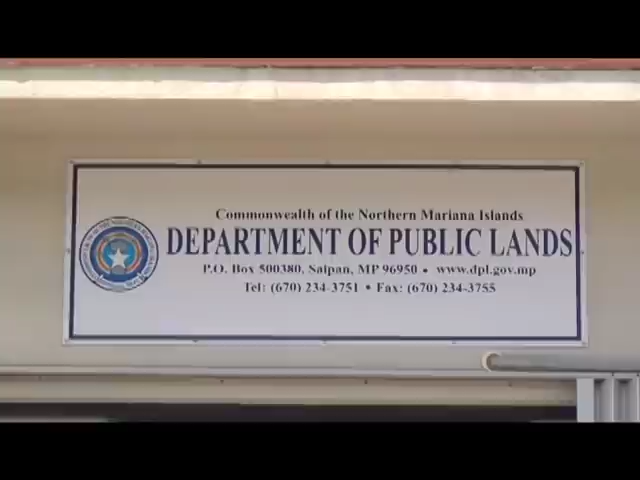 Commonwealth of the Northern Mariana Islands
DEPARTMENT OF PUBLIC LANDS
P.O. Box 500380, Saipan, MP 96950 • www.dpl.gov.mp
Tel: (670) 234-3751 • Fax: (670) 234-3755